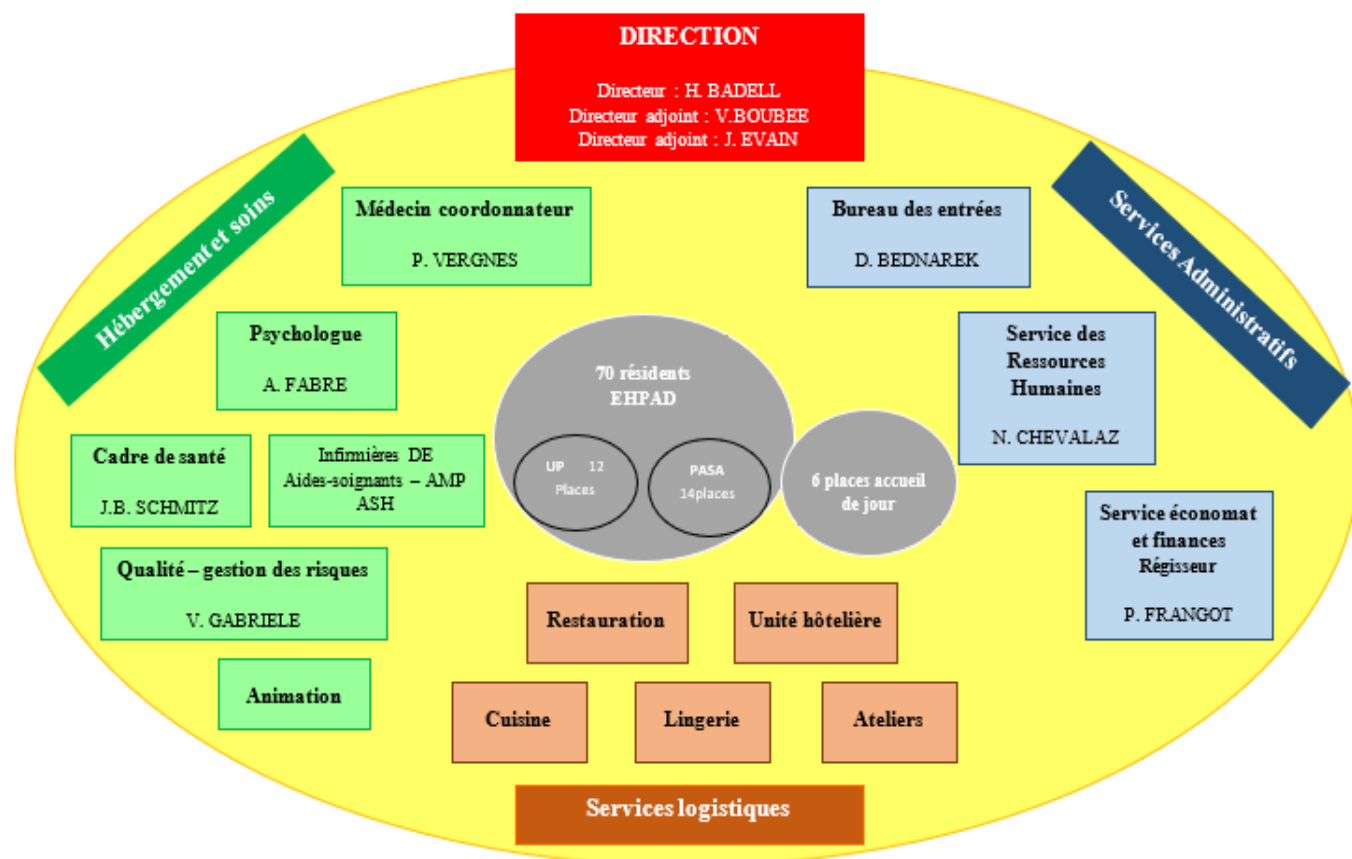 DIRECTION
Directeur : H. BADELL
Directeur adjoint : V.BOUBEE
Directeur adjoint : J. EVAIN
Hébergement et soins
Services Administratifs
Médecin coordonnateur
P. VERGNES
Bureau des entrées
D. BEDNAREK
Psychologue
A. FABRE
Service des
Ressources
Humaines
N. CHEVALAZ
70 résidents
EHPAD
UP 12
Places
PASA
14places
6 places accueil
de jour
Cadre de santé
J.B. SCHMITZ
Infirmières DE
Aides-soignants – AMP
ASH
Service économat
et finances
Régisseur
P. FRANGOT
Qualité – gestion des risques
V. GABRIELE
Animation
Restauration
Unité hôtelière
Cuisine
Lingerie
Ateliers
Services logistiques